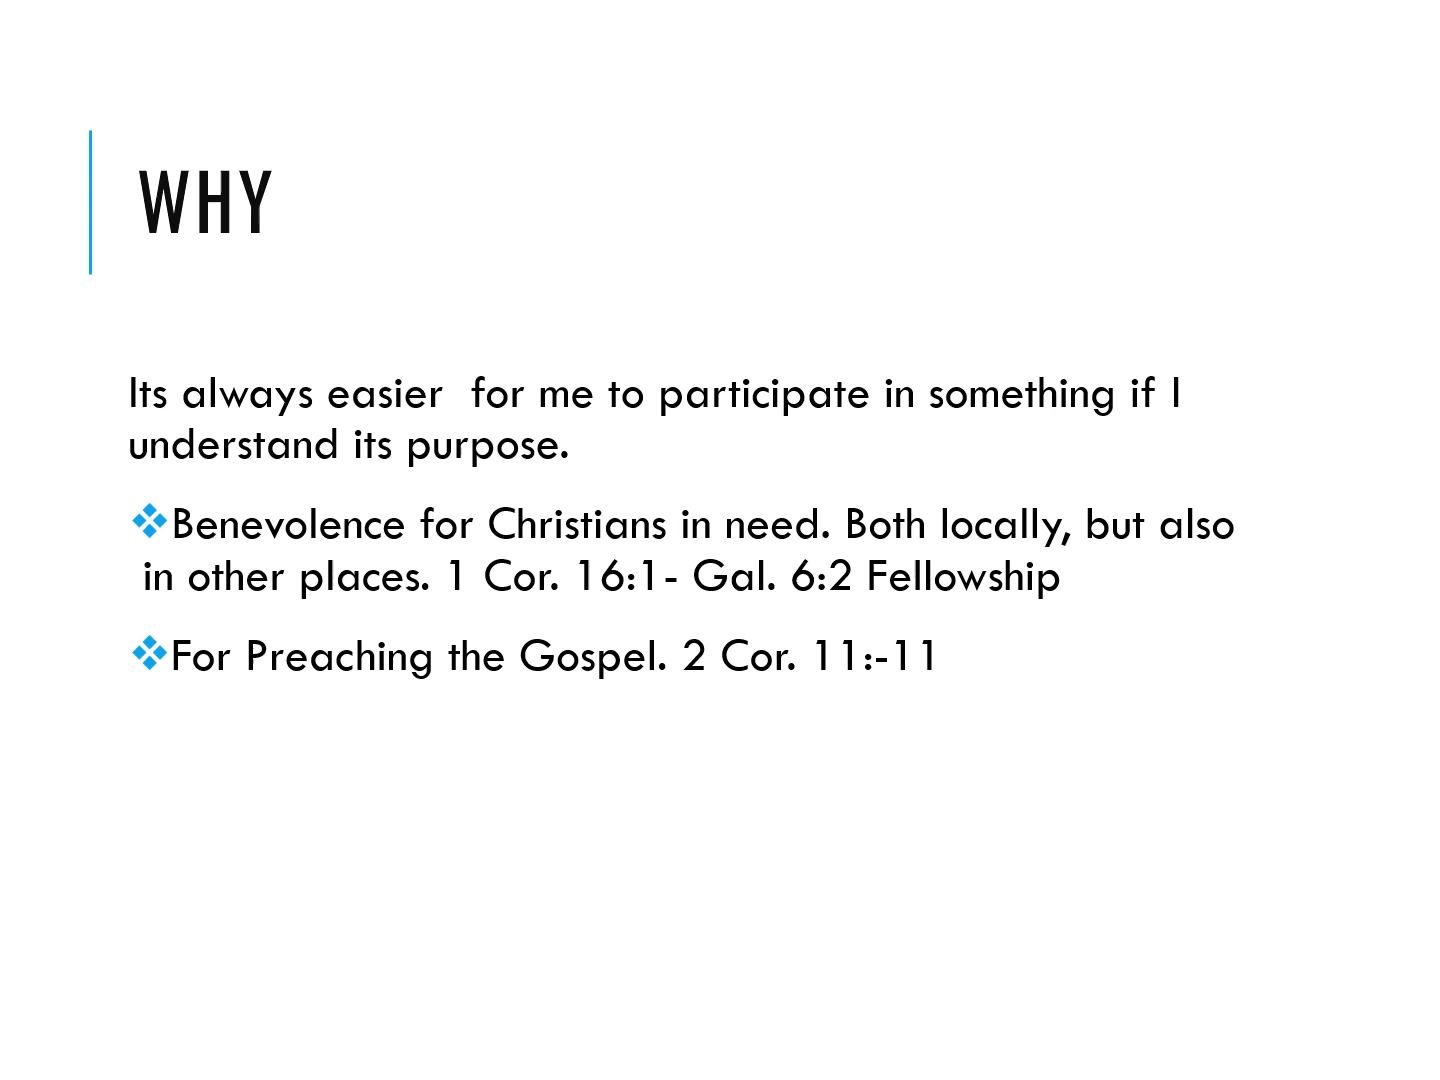 WHY
Its always easier  for me to participate in something if I
understand its purpose.
❖Benevolence for Christians in need. Both locally, but also
in other places. 1 Cor. 16:1- Gal. 6:2 Fellowship
❖For Preaching the Gospel. 2 Cor. 11:-11